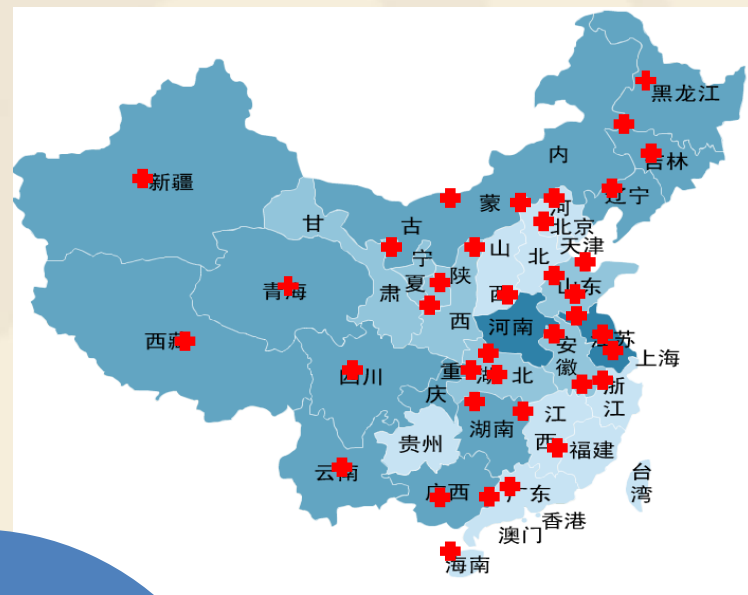 黑龙江
吉林
辽宁
内
蒙
古
新疆
甘
肃
宁
夏
河
北
北京
天津
山
西
陕
西
山东
青海
西藏
河南
江苏
安
徽
上海
四川
重
庆
湖
北
浙
江
湖南
江
西
贵州
福建
云南
广西
广东
台
湾
香港
澳门
海南